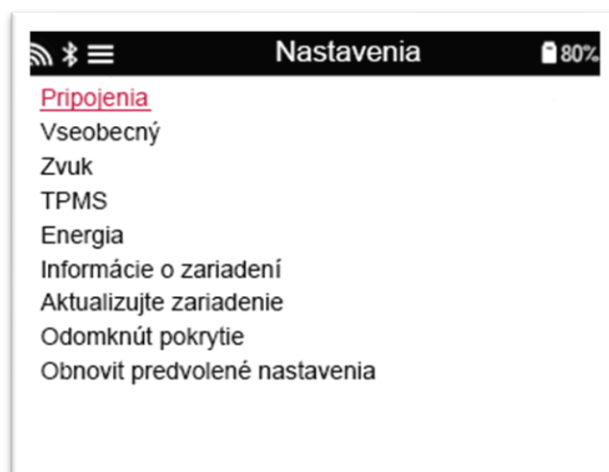 Nastavenia 80%
Pripojenia
Vseobecný
Zvuk
TPMS
Energia
Informácie o zariadení
Aktualizujte zariadenie
Odomknút pokrytie
Obnovit predvolené nastavenia